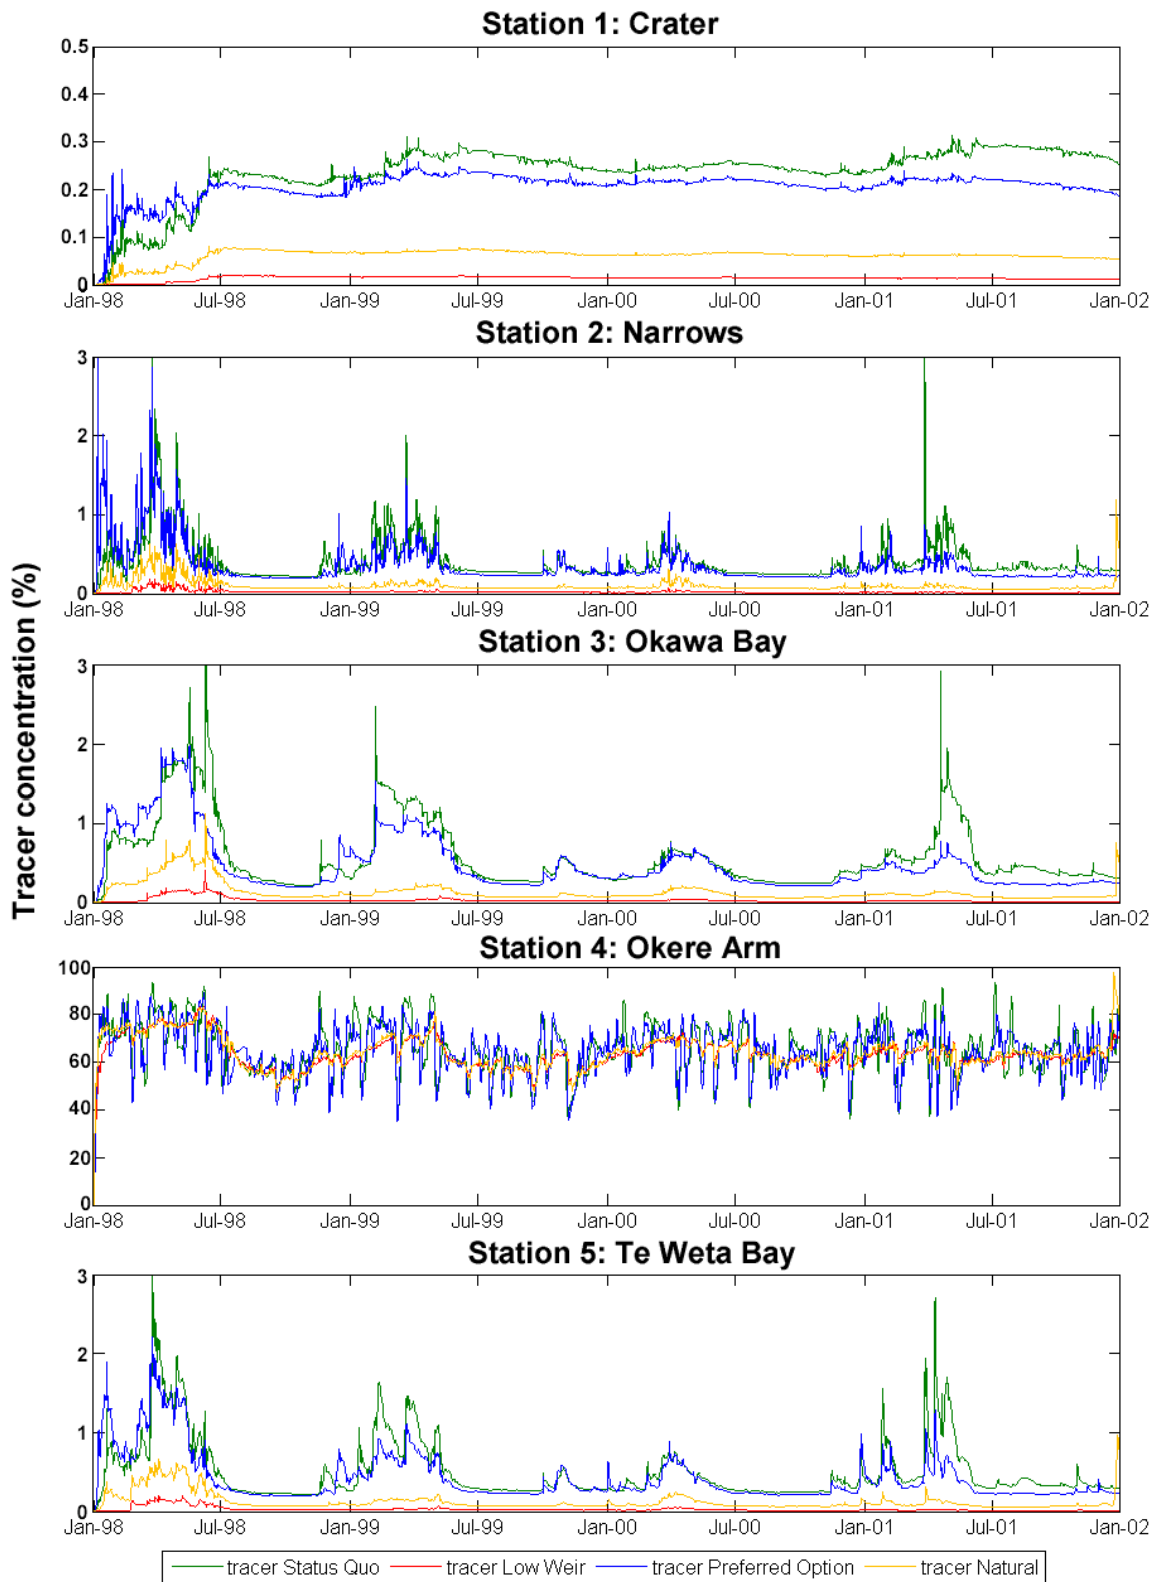 Station 1: Crater
0.5
0.4
0.3
0.2
0.1
0
Jan-98 Jul-98 Jan-99 Jul-99 Jan-00 Jul-00 Jan-01 Jul-01 Jan-02
Station 2: Narrows
3
2
1
0
Jan-98 Jul-98 Jan-99 Jul-99 Jan-00 Jul-00 Jan-01 Jul-01 Jan-02
Tracer concentration (%)
Station 3: Okawa Bay
3
2
1
0
Jan-98 Jul-98 Jan-99 Jul-99 Jan-00 Jul-00 Jan-01 Jul-01 Jan-02
Station 4: Okere Arm
100
80
60
40
20
0
Jan-98 Jul-98 Jan-99 Jul-99 Jan-00 Jul-00 Jan-01 Jul-01 Jan-02
Station 5: Te Weta Bay
3
2
1
0
Jan-98 Jul-98 Jan-99 Jul-99 Jan-00 Jul-00 Jan-01 Jul-01 Jan-02
tracer Status Quo tracer Low Weir tracer Preferred Option tracer Natural